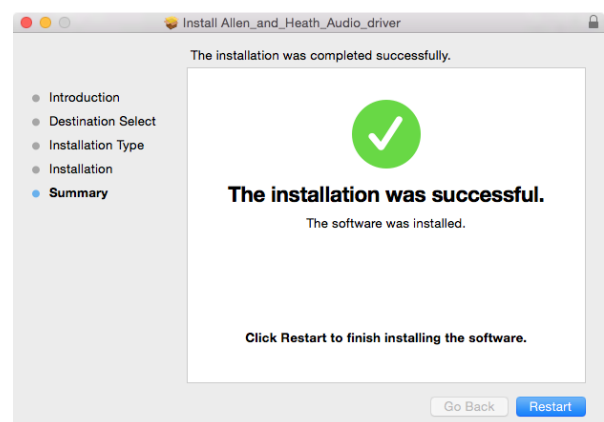 Install Allen_and_Heath_Audio_driver
The installation was completed successfully.
Introduction
Destination Select
Installation Type
Installation
Summary
The installation was successful.
The software was installed.
Click Restart to finish installing the software.
Go Back
Restart